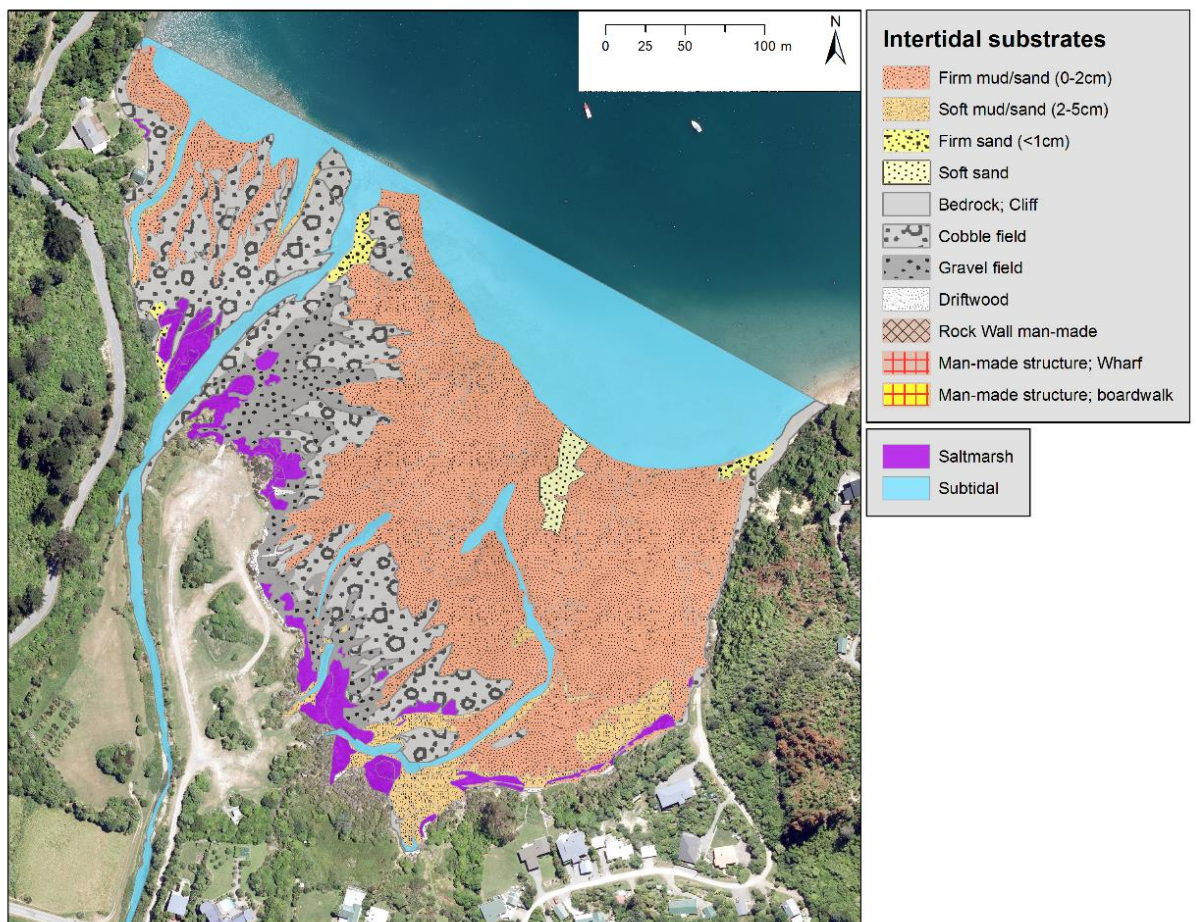 N
0 25 50 100 m
Intertidal substrates
Firm mud/sand (0-2cm)
Soft mud/sand (2-5cm)
Firm sand (<1cm)
Soft sand
Bedrock; Cliff
Cobble field
Gravel field
Driftwood
Rock Wall man-made
Man-made structure; Wharf
Man-made structure; boardwalk
Saltmarsh
Subtidal